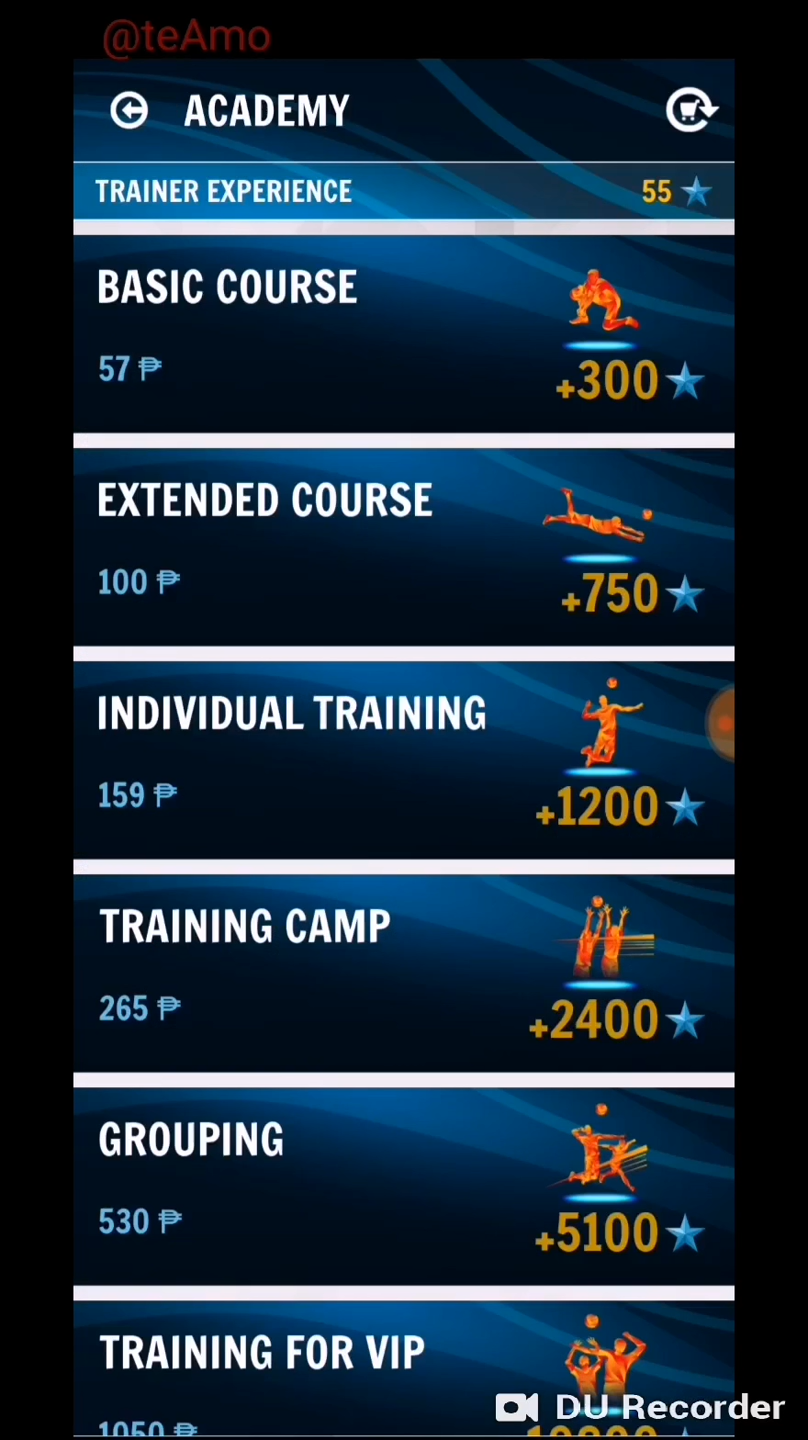 @teAmo
ACADEMY
TRAINER EXPERIENCE 55
BASIC COURSE
57 ₱
+300
EXTENDED COURSE
100 ₱
+750
INDIVIDUAL TRAINING
159 ₱
+1200
TRAINING CAMP
265 ₱
+2400
GROUPING
530 ₱
+5100
TRAINING FOR VIP
DU Recorder
1050 ₱